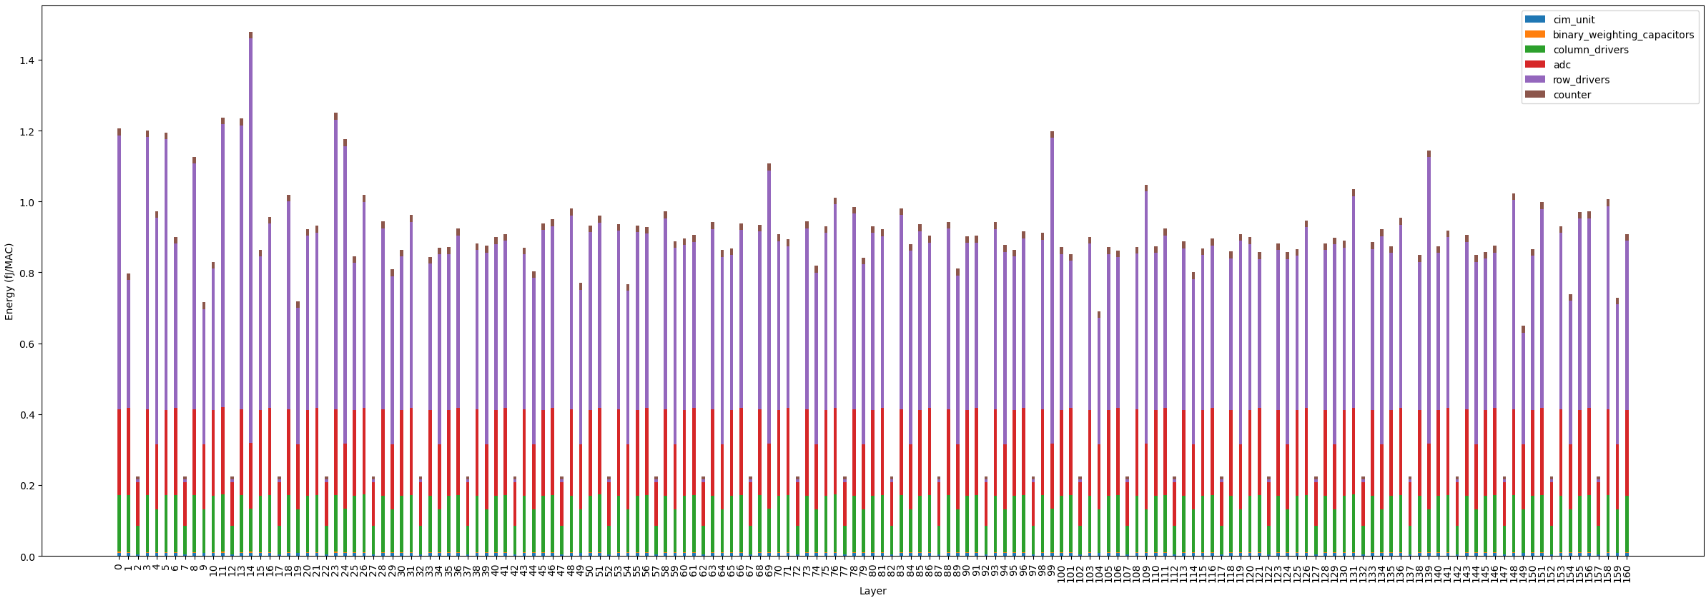 1.4
1.2
1.0
0.8
0.6
0.4
0.2
0.0
Energy (fJ/MAC)
cim_unit
binary_weighting_capacitors
column_drivers
adc
row_drivers
counter
0 1 2 3 4 5 6 7 8 9 10 11 12 13 14 15 16 17 18 19 20 21 22 23 24 25 26 27 28 29 30 31 32 33 34 35 36 37 38 39 40 41 42 43 44 45 46 47 48 49 50 51 52 53 54 55 56 57 58 59 60 61 62 63 64 65 66 67 68 69 70 71 72 73 74 75 76 77 78 79 80 81 82 83 84 85 86 87 88 89 90 91 92 93 94 95 96 97 98 99 100 101 102 103 104 105 106 107 108 109 110 111 112 113 114 115 116 117 118 119 120 121 122 123 124 125 126 127 128 129 130 131 132 133 134 135 136 137 138 139 140 141 142 143 144 145 146 147 148 149 150 151 152 153 154 155 156 157 158 159 160
Layer